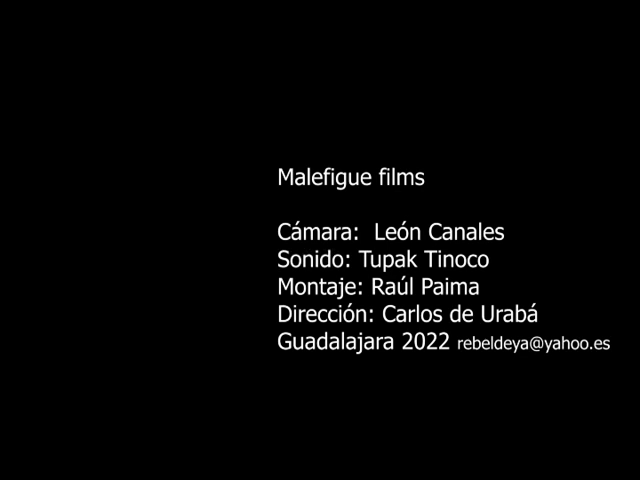 Malefigue films
Cámara:  León Canales
Sonido: Tupak Tinoco
Montaje: Raúl Paima
Dirección: Carlos de Urabá
Guadalajara 2022 rebeldeya@yahoo.es